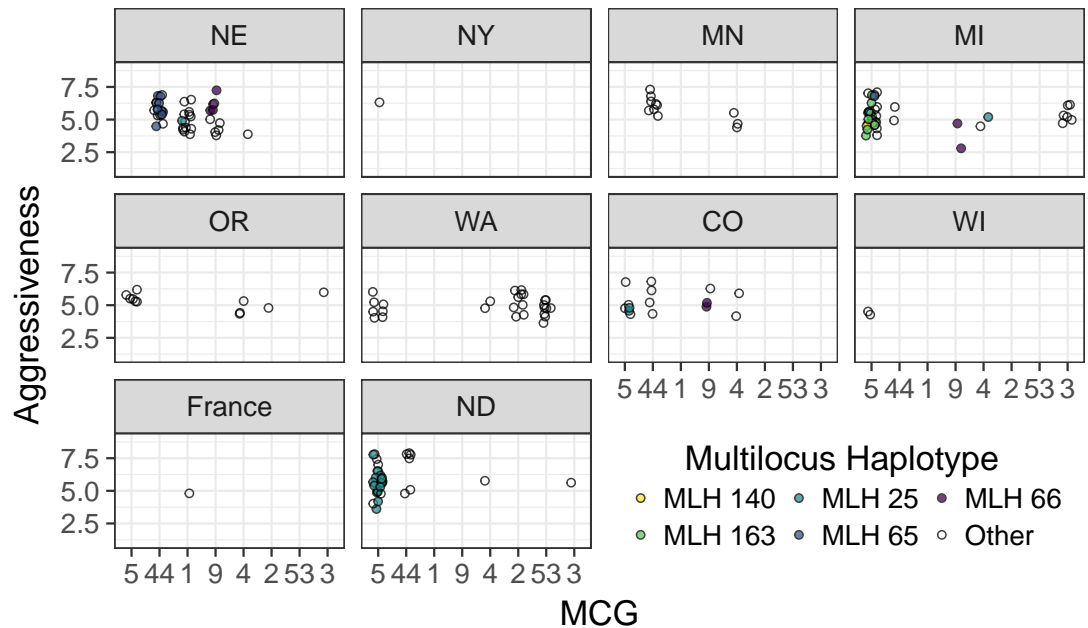 NE NY MN MI
7.5
5.0
2.5
OR WA CO WI
7.5
5.0
2.5
5 44 1 9 4 2 53 3 5 44 1 9 4 2 53 3
France ND
7.5
5.0
2.5
5 44 1 9 4 2 53 3 5 44 1 9 4 2 53 3
Aggressiveness
MCG
Multilocus Haplotype
MLH 140 MLH 25 MLH 66
MLH 163 MLH 65 Other